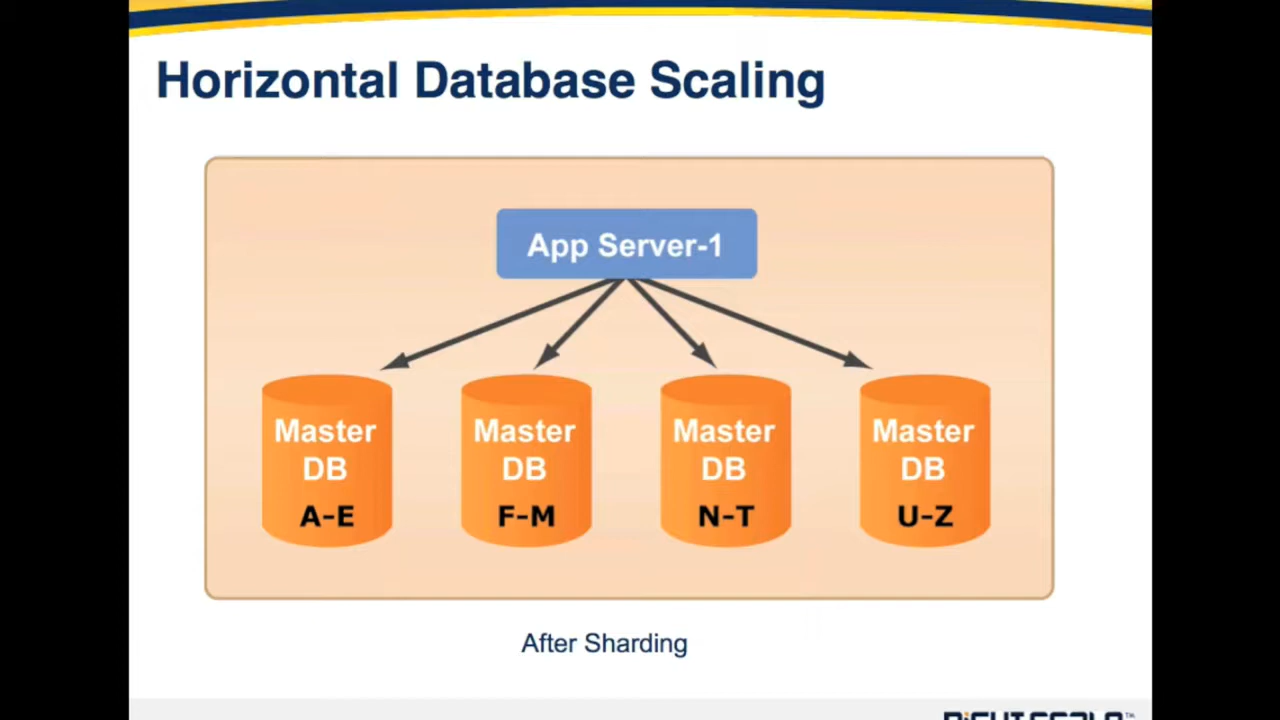 Horizontal Database Scaling
App Server-1
Master
DB
A-E
Master
DB
F-M
Master
DB
N-T
Master
DB
U-Z
After Sharding